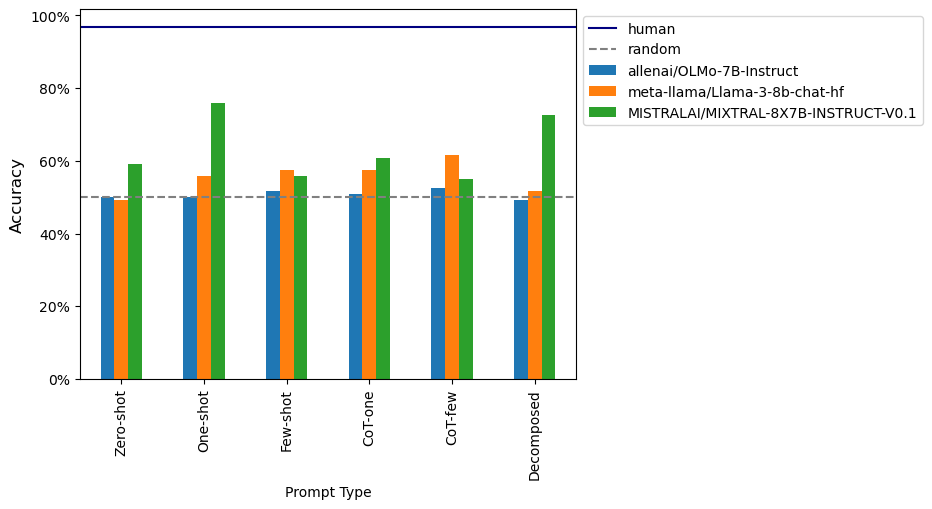 100%
80%
60%
40%
20%
0%
Accuracy
Zero-shot
One-shot
Few-shot
CoT-one
CoT-few
Decomposed
Prompt Type
human
random
allenai/OLMo-7B-Instruct
meta-llama/Llama-3-8b-chat-hf
MISTRALAI/MIXTRAL-8X7B-INSTRUCT-V0.1